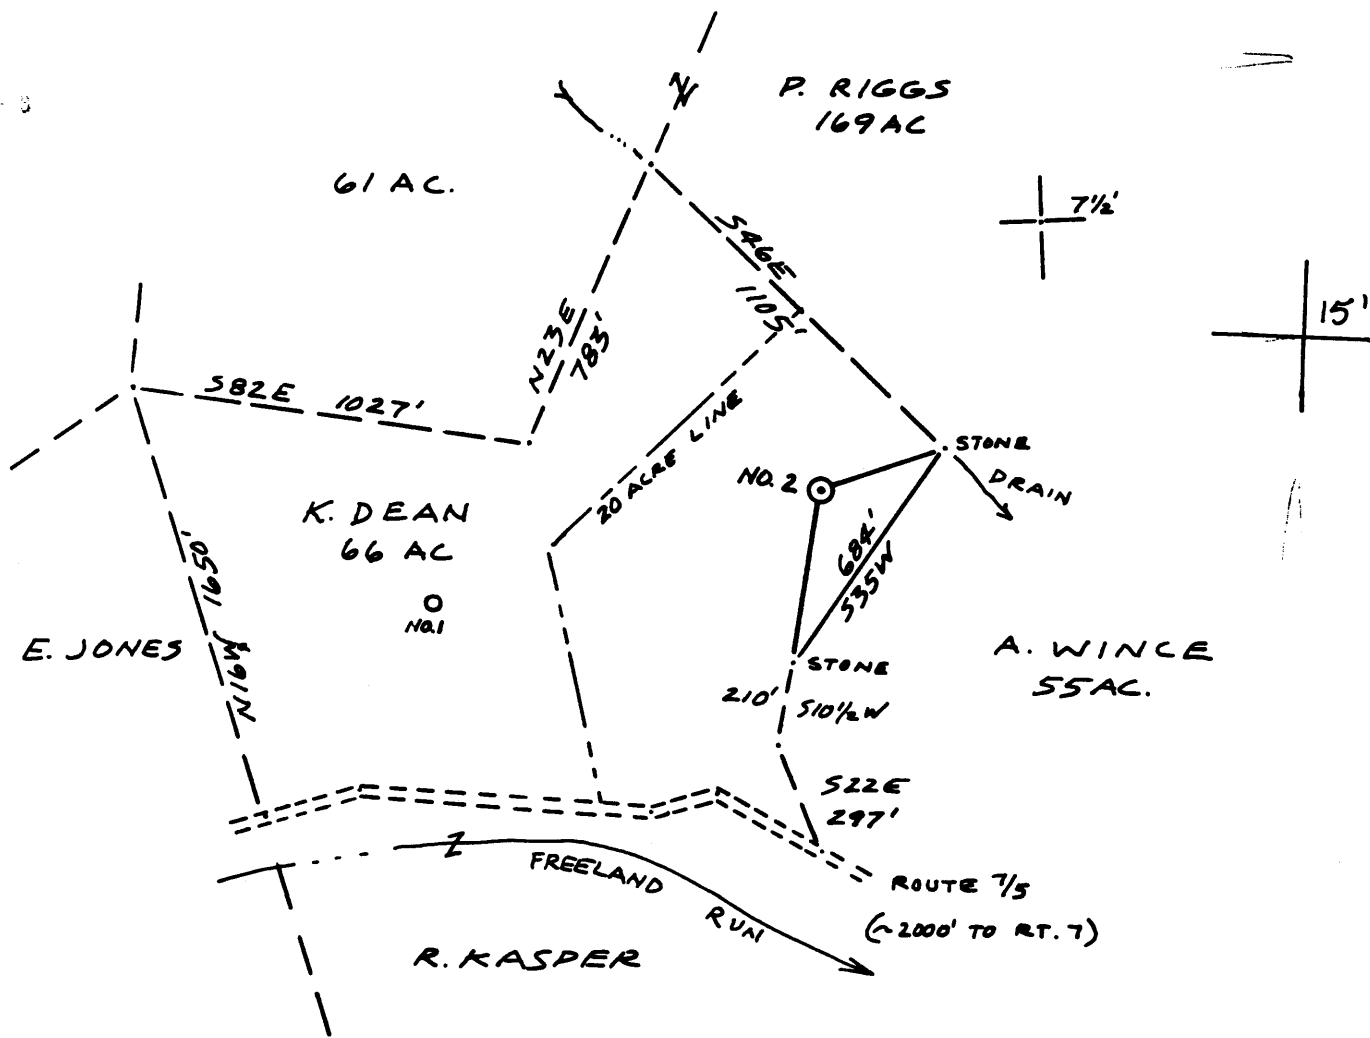 P. RIGGS
169 AC
61 AC.
7½'
15'
S46E
1105'
N23E
783'
S82E 1027'
20 ACRE LINE
STONE
DRAIN
NO. 2
K. DEAN
66 AC
684'
S35W
NO.1
N16W 1650'
E. JONES
A. WINCE
55 AC.
STONE
210' S10½W
S22E
297'
FREELAND RUN
ROUTE 7/5
(~2000' TO RT. 7)
R. KASPER